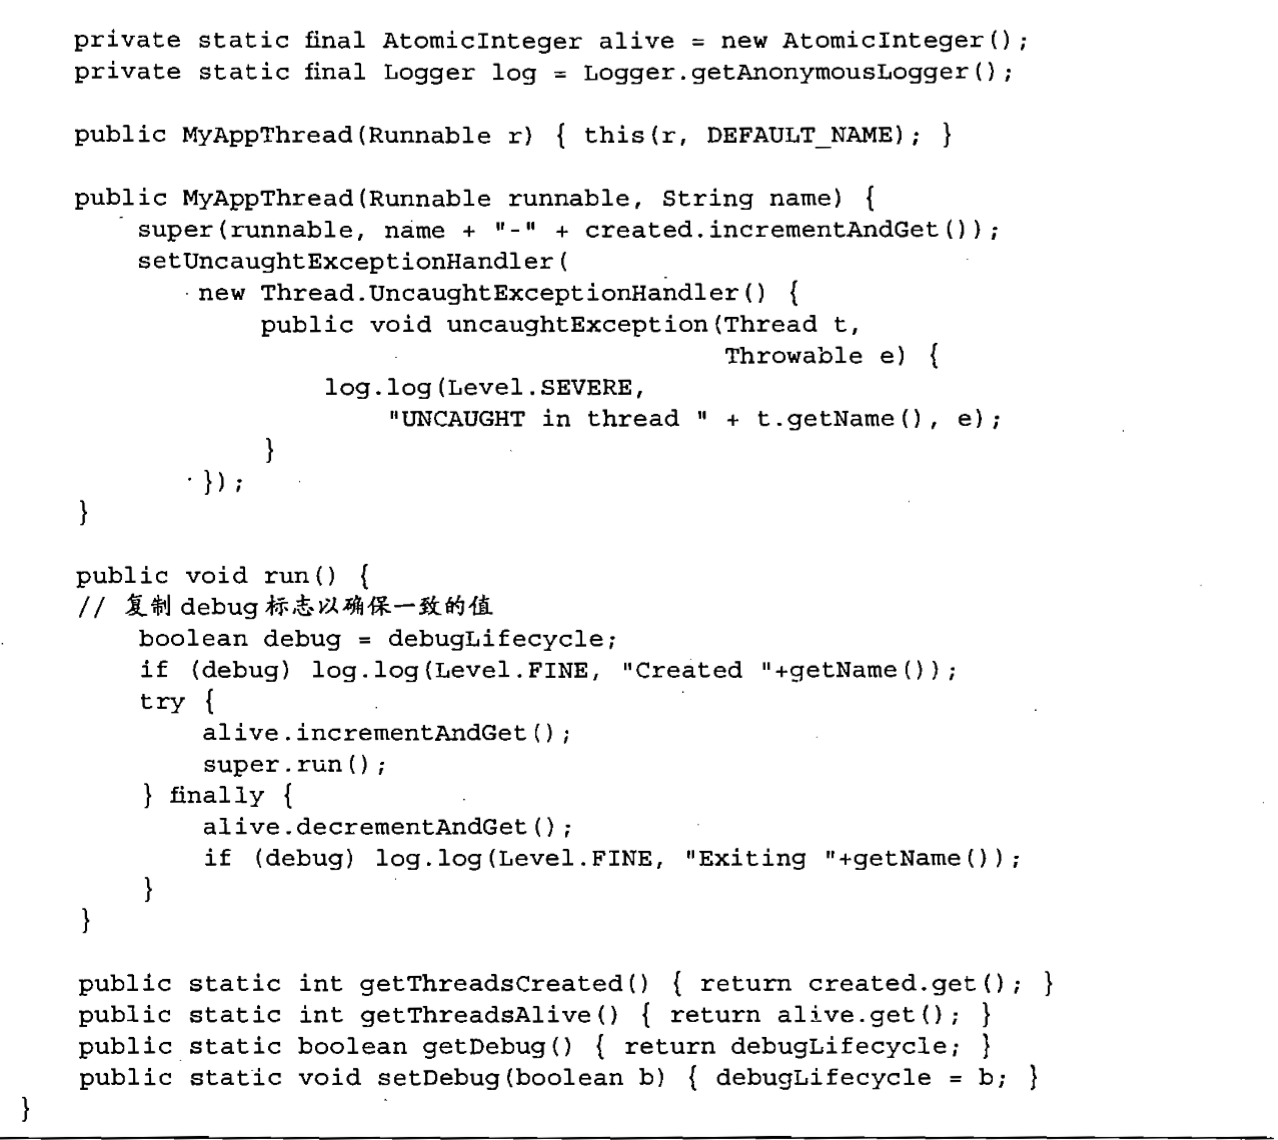 private static final AtomicInteger alive = new AtomicInteger();
private static final Logger log = Logger.getAnonymousLogger();
public MyAppThread(Runnable r) { this(r, DEFAULT_NAME); }
public MyAppThread(Runnable runnable, String name) {
super(runnable, name + "-" + created.incrementAndGet());
setUncaughtExceptionHandler(
new Thread.UncaughtExceptionHandler() {
public void uncaughtException(Thread t,
Throwable e) {
log.log(Level.SEVERE,
"UNCAUGHT in thread " + t.getName(), e);
}
});
}
public void run() {
// 复制 debug 标志以确保一致的值
boolean debug = debugLifecycle;
if (debug) log.log(Level.FINE, "Created "+getName());
try {
alive.incrementAndGet();
super.run();
} finally {
alive.decrementAndGet();
if (debug) log.log(Level.FINE, "Exiting "+getName());
}
}
public static int getThreadsCreated() { return created.get(); }
public static int getThreadsAlive() { return alive.get(); }
public static boolean getDebug() { return debugLifecycle; }
public static void setDebug(boolean b) { debugLifecycle = b; }
}